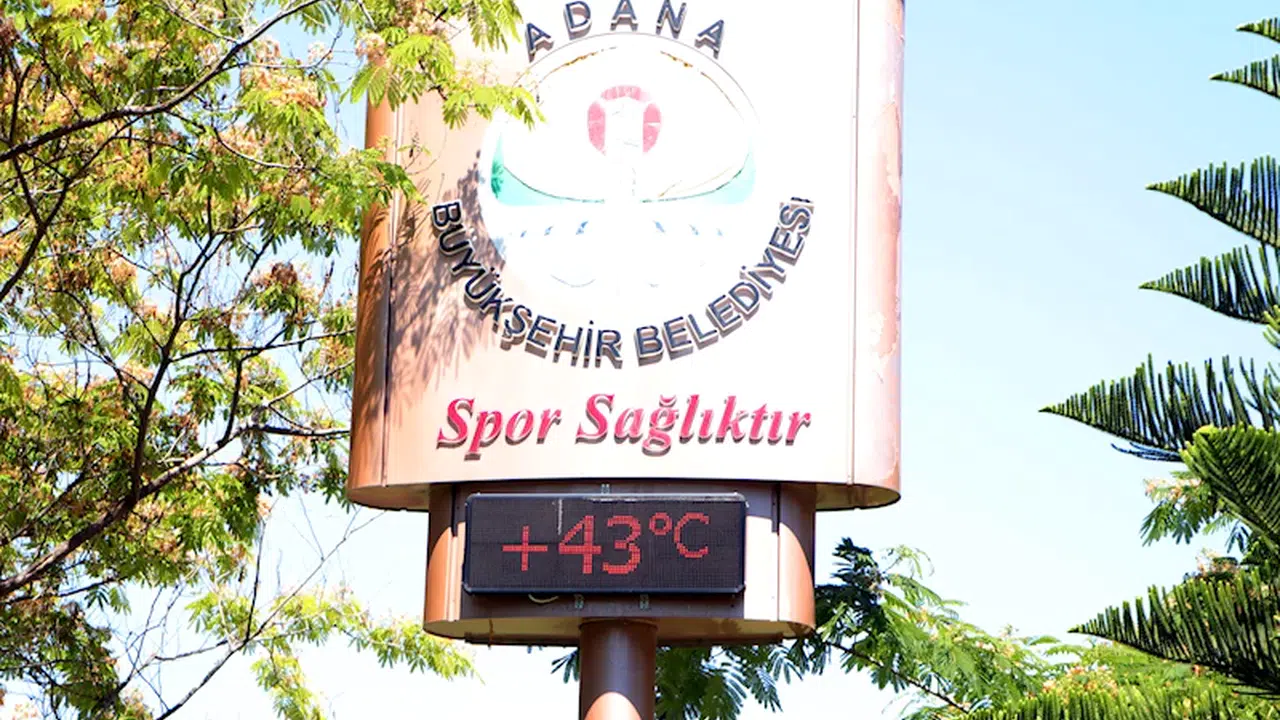 ADANA
BÜYÜKŞEHİR BELEDİYESİ
Spor Sağlıktır
+43°C